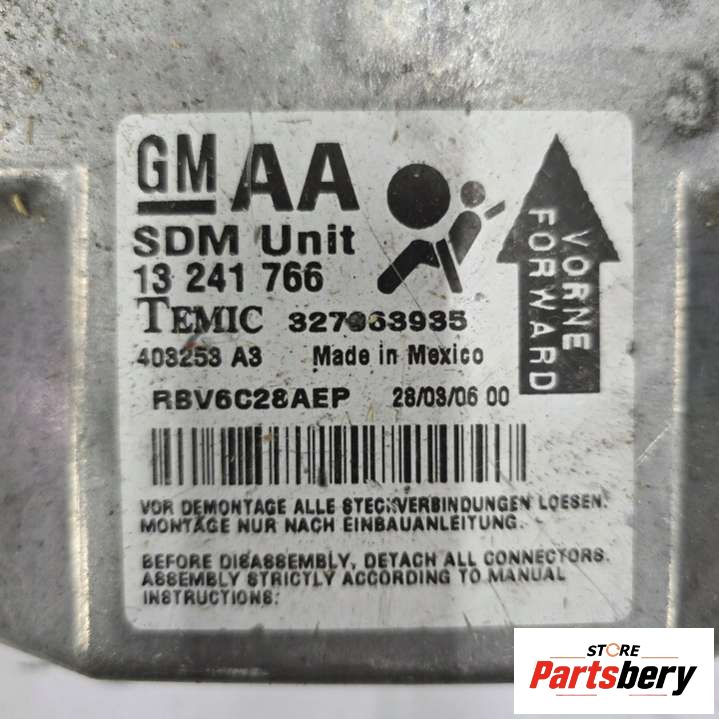 GM AA
SDM Unit
13 241 766
TEMIC 327963935
403253 A3 Made in Mexico
RBV6C28AEP 28/03/06 00
VORNE
FORWARD
VOR DEMONTAGE ALLE STECKVERBINDUNGEN LOESEN.
MONTAGE NUR NACH EINBAUANLEITUNG.
BEFORE DISASSEMBLY, DETACH ALL CONNECTORS.
ASSEMBLY STRICTLY ACCORDING TO MANUAL
INSTRUCTIONS.
STORE
Partsbery